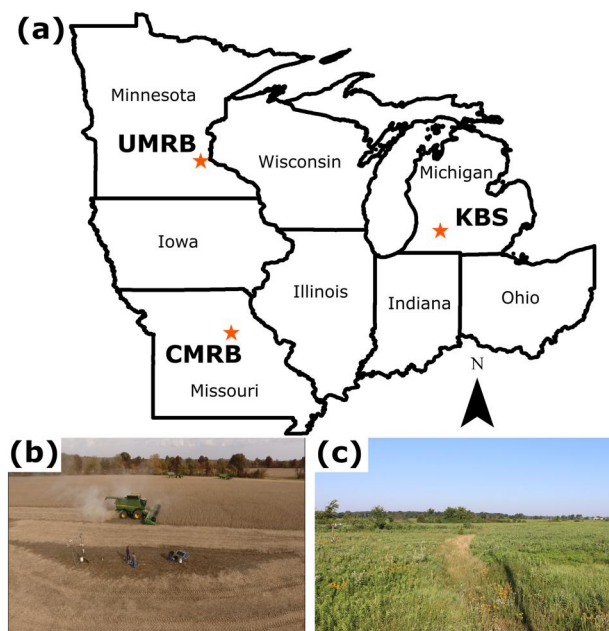 (a)
Minnesota
UMRB
Wisconsin
Michigan
KBS
Iowa
Illinois
Indiana
Ohio
CMRB
Missouri
N
(b)
(c)